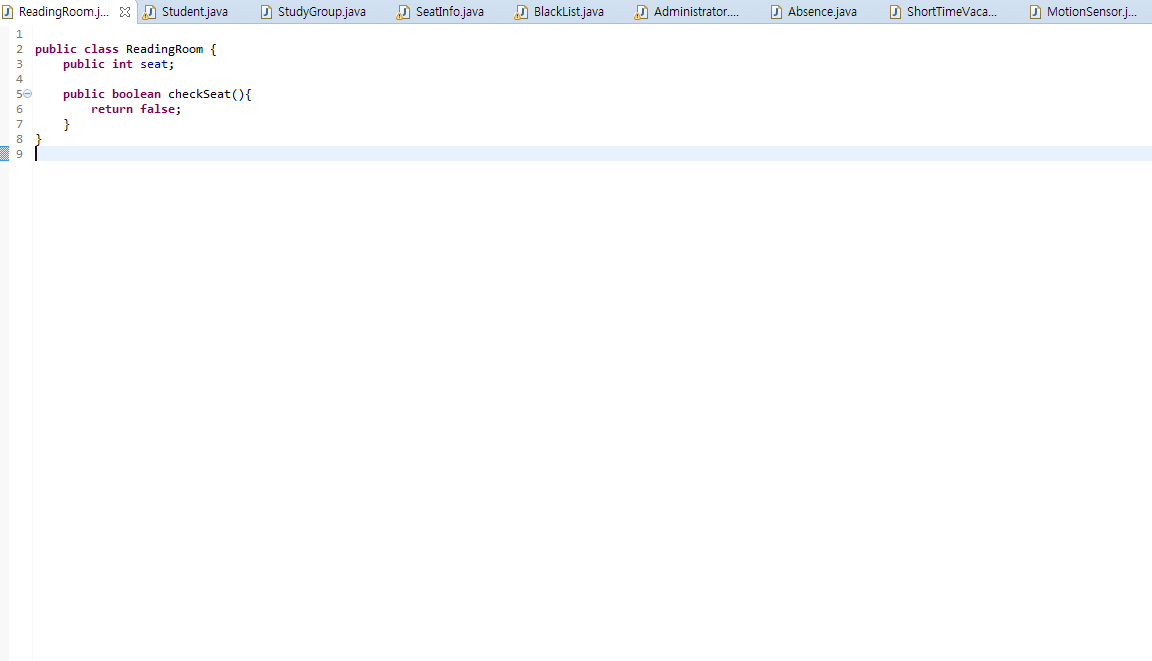 ReadingRoom.j... Student.java StudyGroup.java SeatInfo.java BlackList.java Administrator.... Absence.java ShortTimeVaca... MotionSensor.j...
1
2 public class ReadingRoom {
3     public int seat;
4
5     public boolean checkSeat(){
6         return false;
7     }
8 }
9